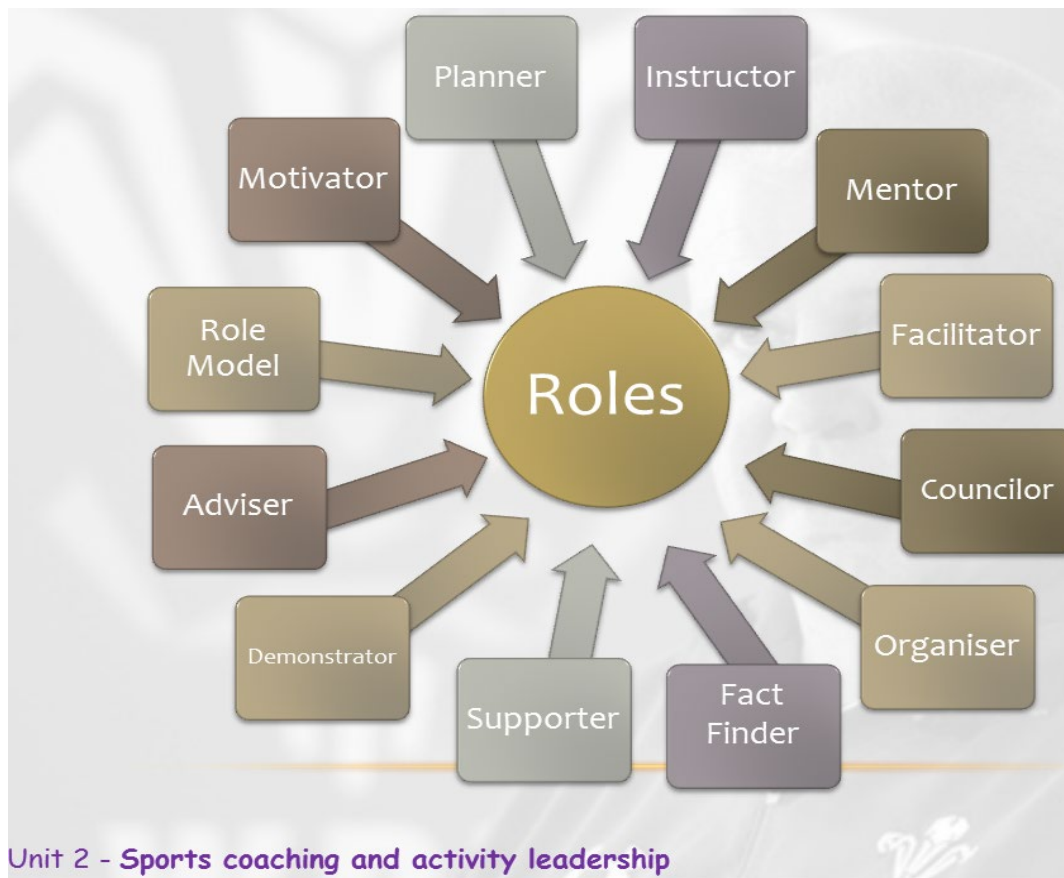 Planner
Instructor
Motivator
Mentor
Role
Model
Facilitator
Roles
Adviser
Councilor
Demonstrator
Organiser
Supporter
Fact
Finder
Unit 2 - Sports coaching and activity leadership